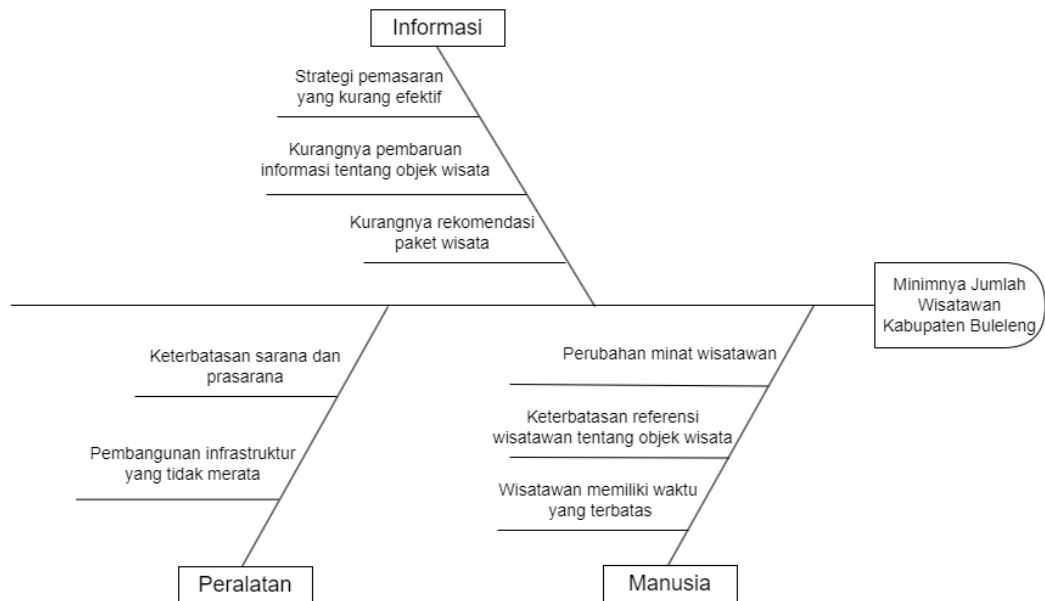 Informasi
Strategi pemasaran
yang kurang efektif
Kurangnya pembaruan
informasi tentang objek wisata
Kurangnya rekomendasi
paket wisata
Minimnya Jumlah
Wisatawan
Kabupaten Buleleng
Keterbatasan sarana dan
prasarana
Pembangunan infrastruktur
yang tidak merata
Peralatan
Perubahan minat wisatawan
Keterbatasan referensi
wisatawan tentang objek wisata
Wisatawan memiliki waktu
yang terbatas
Manusia